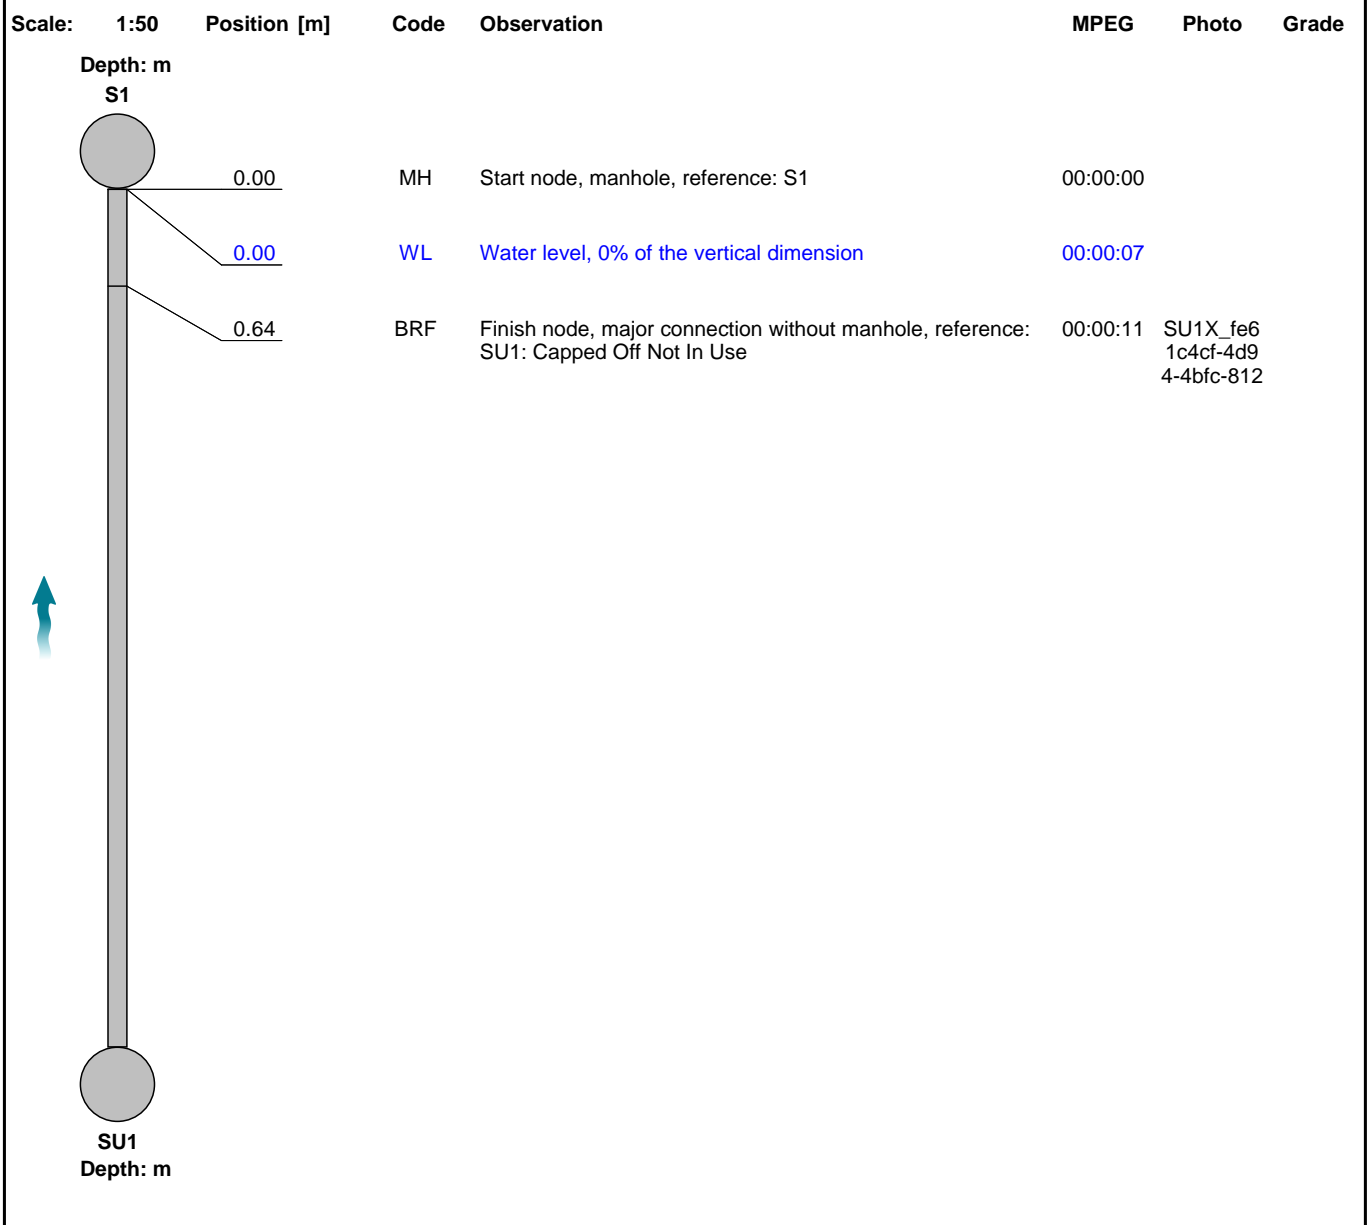 Scale: 1:50 Position [m] Code Observation MPEG Photo Grade
Depth: m
S1
0.00 MH Start node, manhole, reference: S1 00:00:00
0.00 WL Water level, 0% of the vertical dimension 00:00:07
0.64 BRF Finish node, major connection without manhole, reference: 00:00:11 SU1X_fe6
SU1: Capped Off Not In Use 1c4cf-4d9
4-4bfc-812
SU1
Depth: m